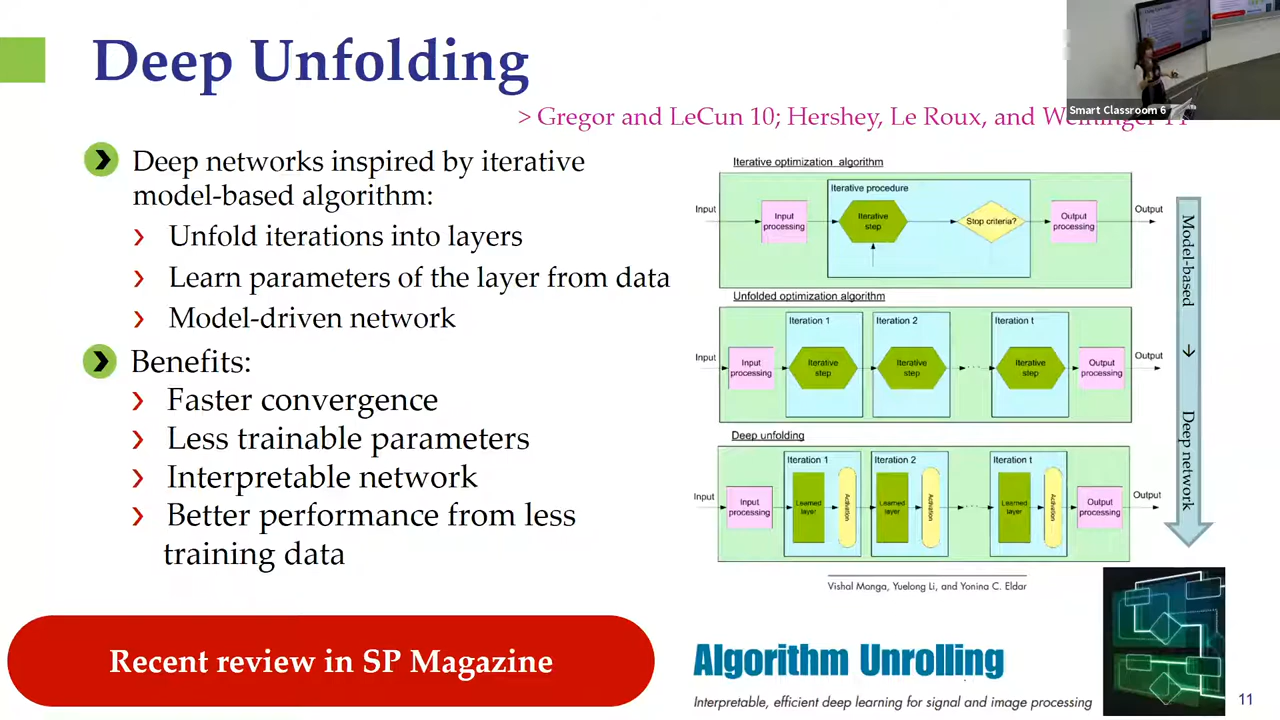 Deep Unfolding
Smart Classroom 6
> Gregor and LeCun 10; Hershey, Le Roux, and Weninger 11
Deep networks inspired by iterative
model-based algorithm:
Unfold iterations into layers
Learn parameters of the layer from data
Model-driven network
Benefits:
Faster convergence
Less trainable parameters
Interpretable network
Better performance from less
training data
Recent review in SP Magazine
Iterative optimization algorithm
Iterative procedure
Input
Input
processing
Iterative
step
Stop criteria?
Output
processing
Output
Unfolded optimization algorithm
Iteration 1
Iteration 2
Iteration t
Input
Input
processing
Iterative
step
Iterative
step
Iterative
step
Output
processing
Output
Deep unfolding
Iteration 1
Iteration 2
Iteration t
Input
Input
processing
Learned
layer
Activation
Learned
layer
Activation
Learned
layer
Activation
Output
processing
Output
Model-based → Deep network
Vishal Monga, Yuelong Li, and Yonina C. Eldar
Algorithm Unrolling
Interpretable, efficient deep learning for signal and image processing
11